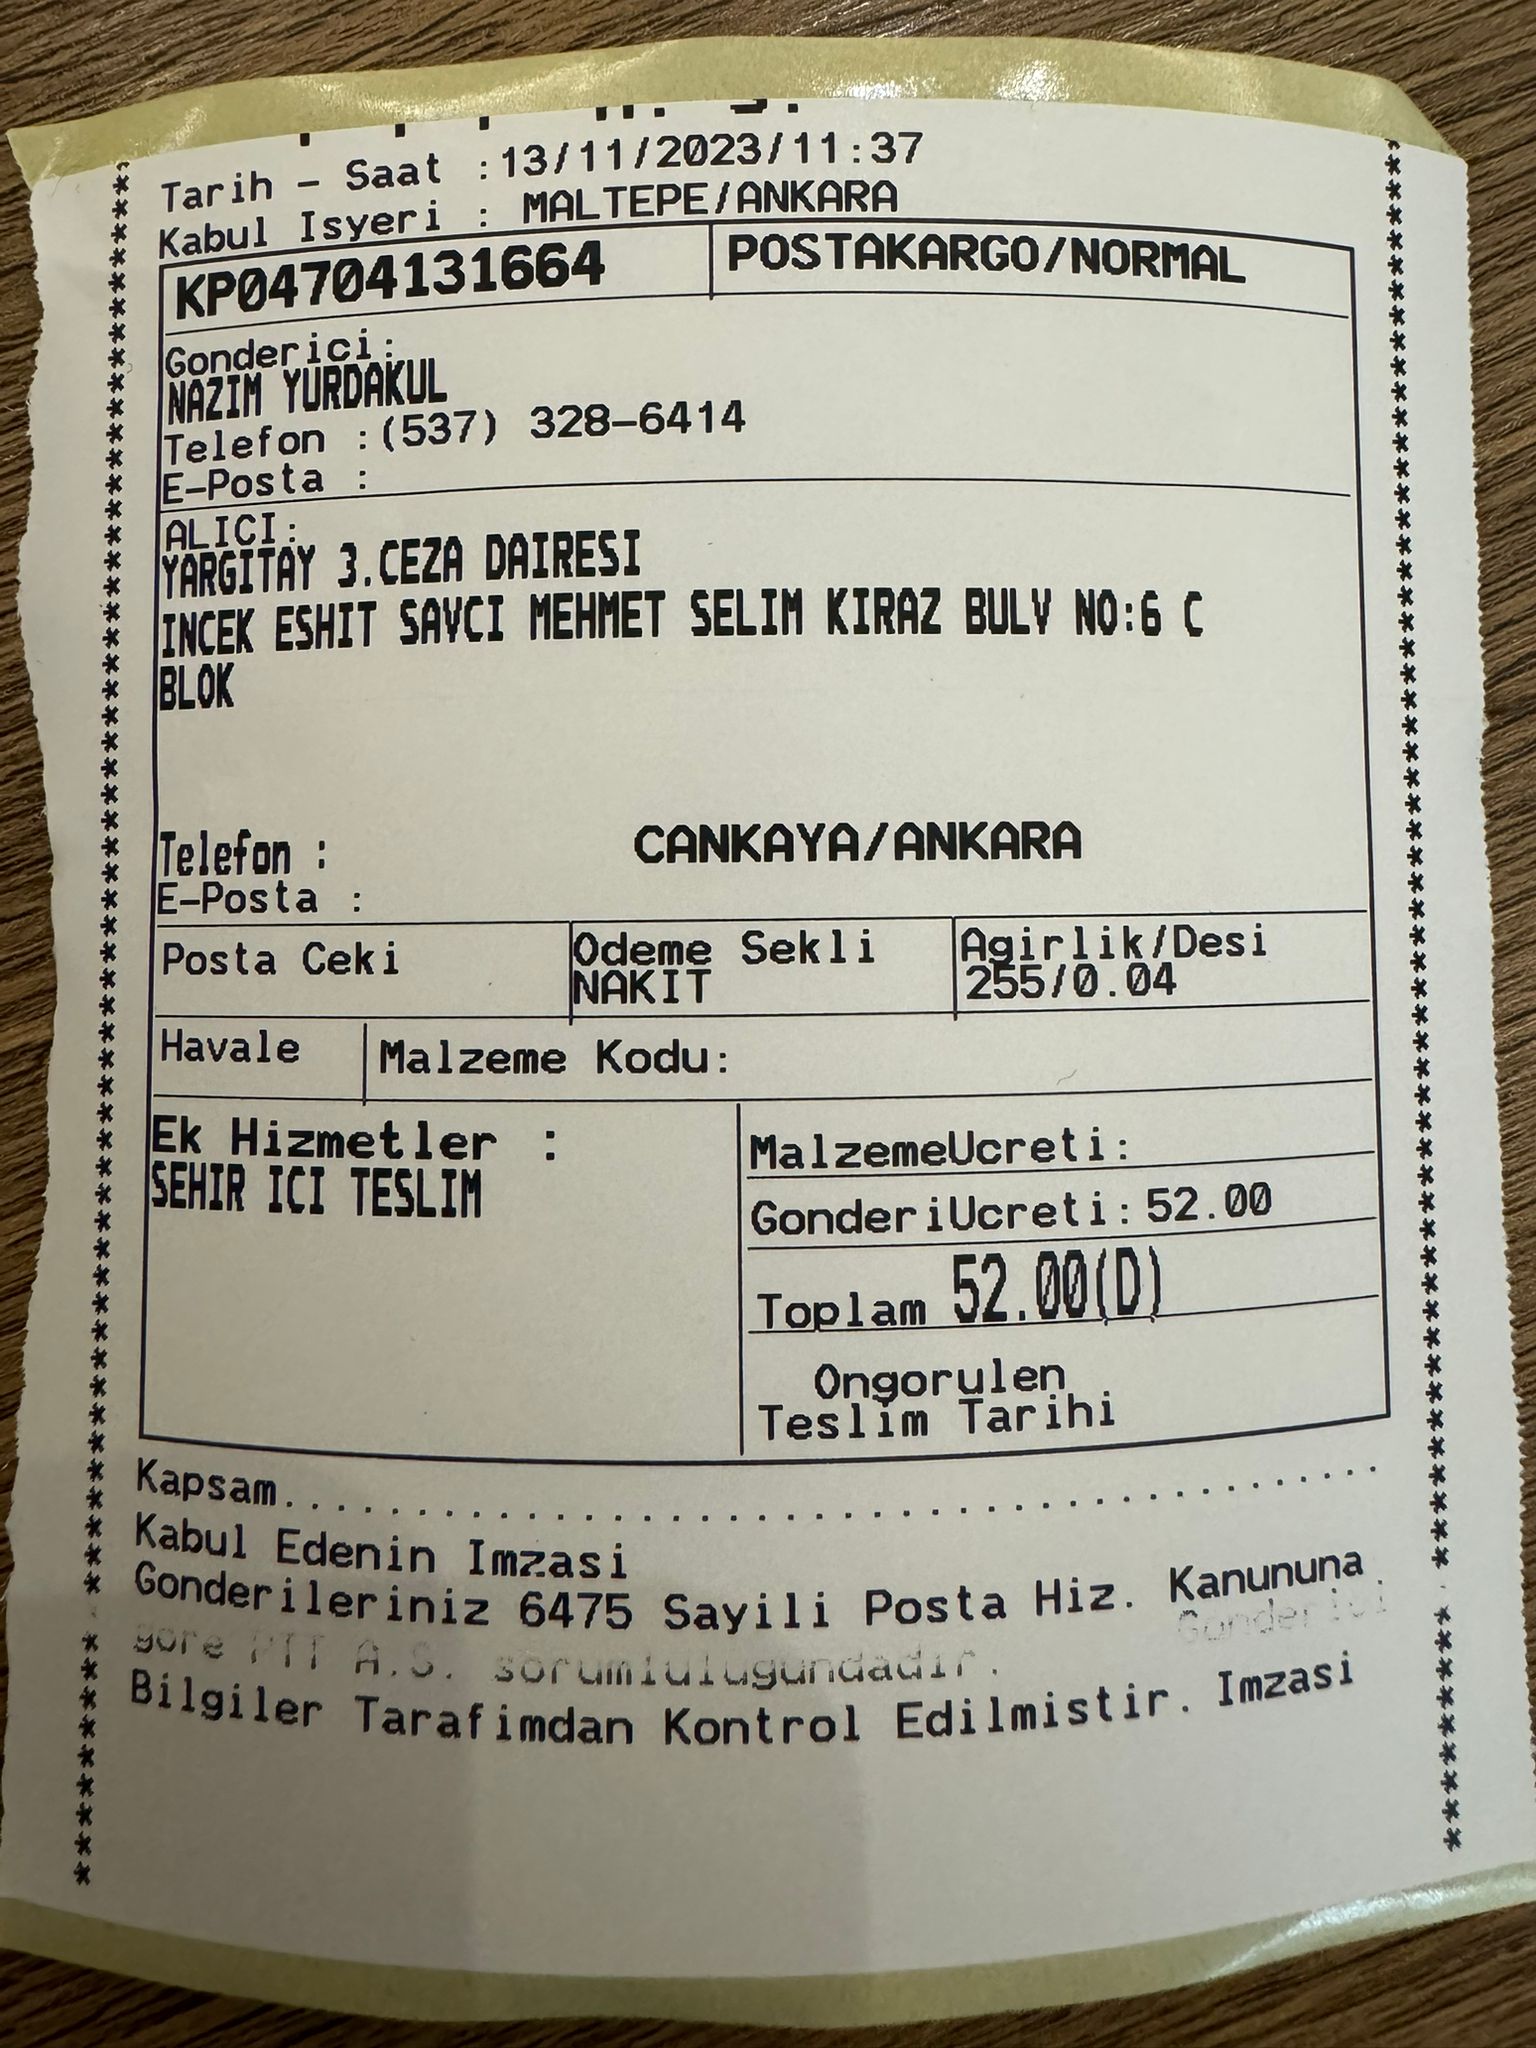 Tarih - Saat :13/11/2023/11:37
Kabul Isyeri : MALTEPE/ANKARA
KP04704131664 POSTAKARGO/NORMAL
Gonderici:
NAZIM YURDAKUL
Telefon :(537) 328-6414
E-Posta :
ALICI:
YARGITAY 3.CEZA DAIRESI
INCEK ESHIT SAVCI MEHMET SELIM KIRAZ BULV NO:6 C
BLOK
Telefon : CANKAYA/ANKARA
E-Posta :
Posta Ceki Odeme Sekli Agirlik/Desi
NAKIT 255/0.04
Havale Malzeme Kodu:
Ek Hizmetler : MalzemeUcreti:
SEHIR ICI TESLIM GonderiUcreti: 52.00
Toplam 52.00(D)
Ongorulen
Teslim Tarihi
Kapsam......................................
Kabul Edenin Imzasi
Gonderileriniz 6475 Sayili Posta Hiz. Kanununa
gore PTT A.S. sorumlulugundadir. Gonderici
Bilgiler Tarafimdan Kontrol Edilmistir. Imzasi